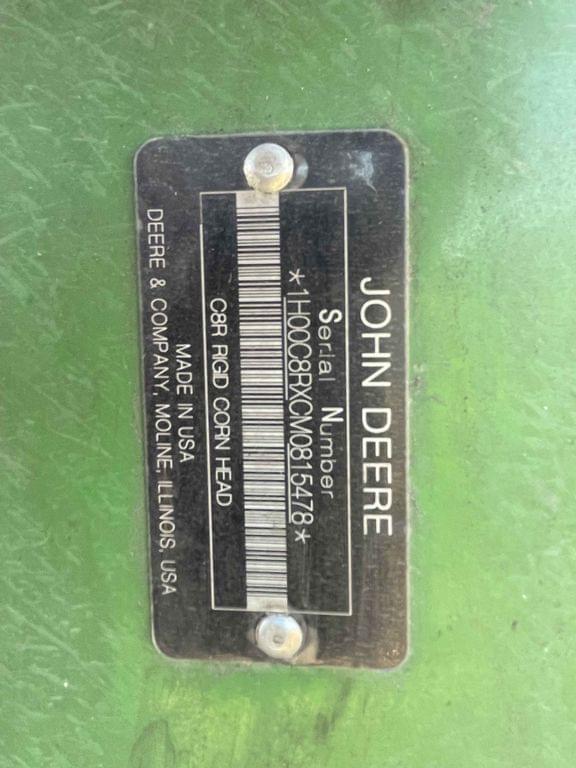 JOHN DEERE
Serial Number
*1H00C8RXCM0815478*
C8R RIGID CORN HEAD
MADE IN USA
DEERE & COMPANY, MOLINE, ILLINOIS, USA